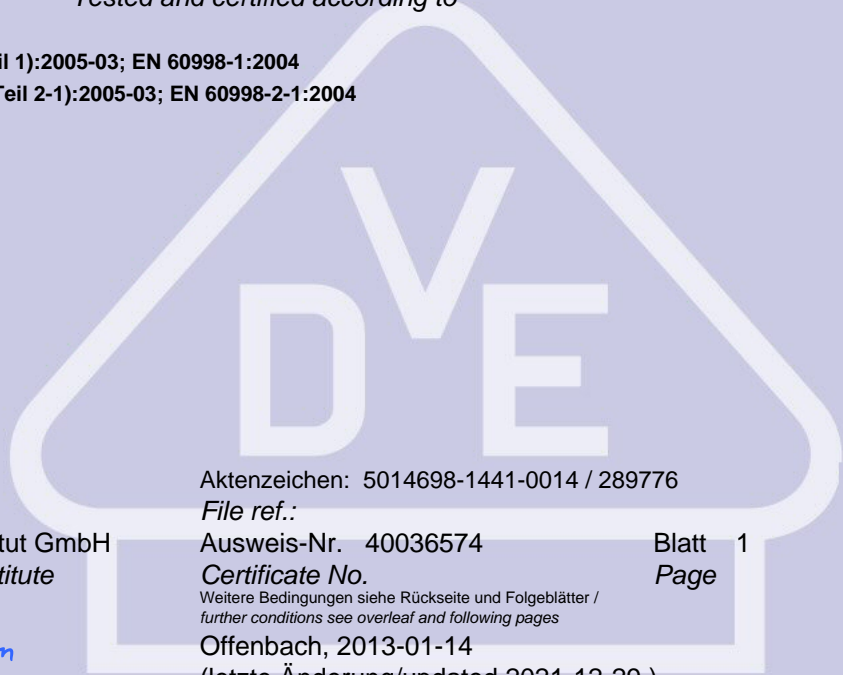 Tested and certified according to
il 1):2005-03; EN 60998-1:2004
Teil 2-1):2005-03; EN 60998-2-1:2004
VDE
Aktenzeichen: 5014698-1441-0014 / 289776
File ref.:
tut GmbH Ausweis-Nr. 40036574 Blatt 1
titute Certificate No. Page
Weitere Bedingungen siehe Rückseite und Folgeblätter /
further conditions see overleaf and following pages
Offenbach, 2013-01-14
(letzte Änderung/updated 2021-12-29 )